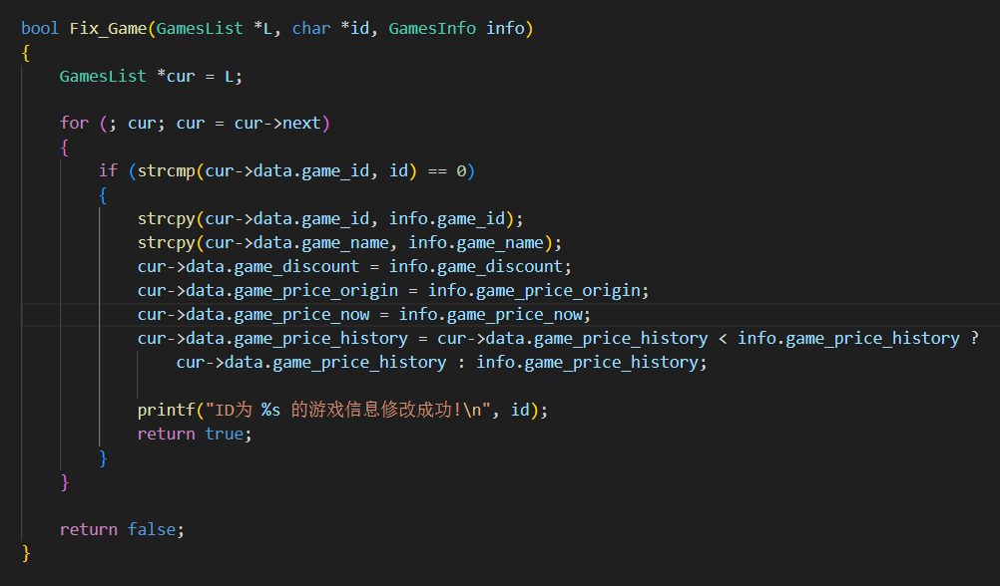 bool Fix_Game(GamesList *L, char *id, GamesInfo info)
{
    GamesList *cur = L;

    for (; cur; cur = cur->next)
    {
        if (strcmp(cur->data.game_id, id) == 0)
        {
            strcpy(cur->data.game_id, info.game_id);
            strcpy(cur->data.game_name, info.game_name);
            cur->data.game_discount = info.game_discount;
            cur->data.game_price_origin = info.game_price_origin;
            cur->data.game_price_now = info.game_price_now;
            cur->data.game_price_history = cur->data.game_price_history < info.game_price_history ?
                cur->data.game_price_history : info.game_price_history;

            printf("ID为 %s 的游戏信息修改成功!\n", id);
            return true;
        }
    }

    return false;
}